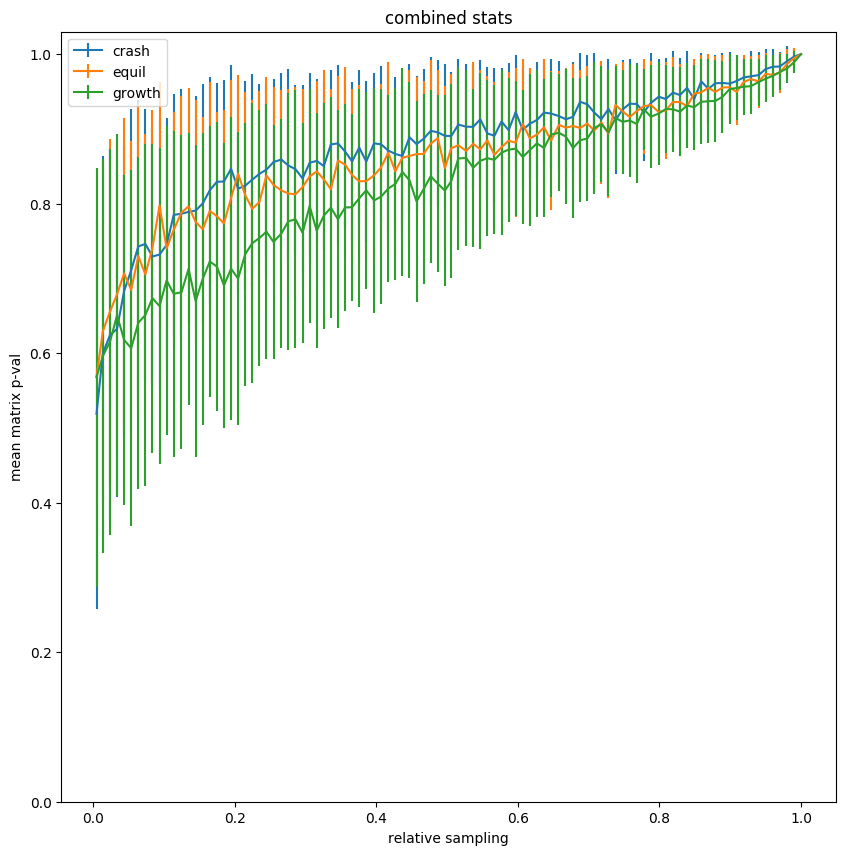 combined stats
crash
equil
growth
mean matrix p-val
1.0
0.8
0.6
0.4
0.2
0.0
0.0 0.2 0.4 0.6 0.8 1.0
relative sampling